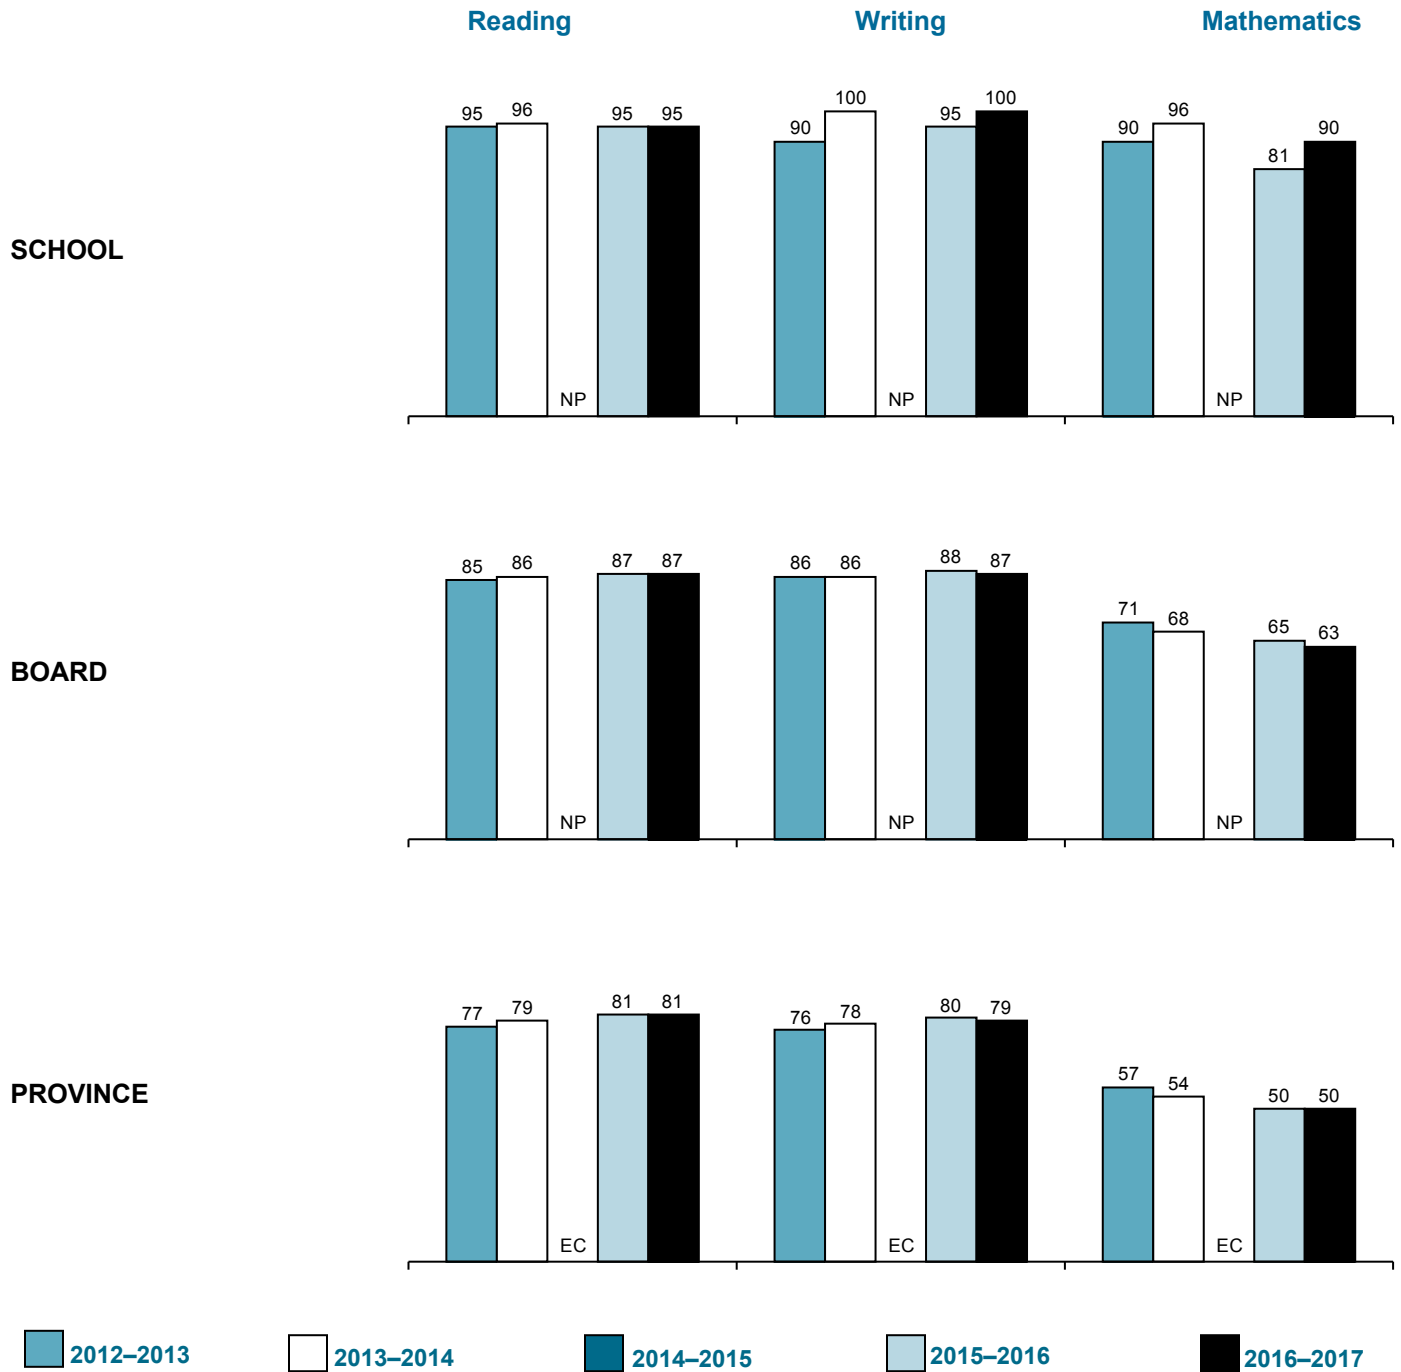 Reading Writing Mathematics
SCHOOL
95 96 NP 95 95 90 100 NP 95 100 90 96 NP 81 90
BOARD
85 86 NP 87 87 86 86 NP 88 87 71 68 NP 65 63
PROVINCE
77 79 EC 81 81 76 78 EC 80 79 57 54 EC 50 50
2012–2013 2013–2014 2014–2015 2015–2016 2016–2017